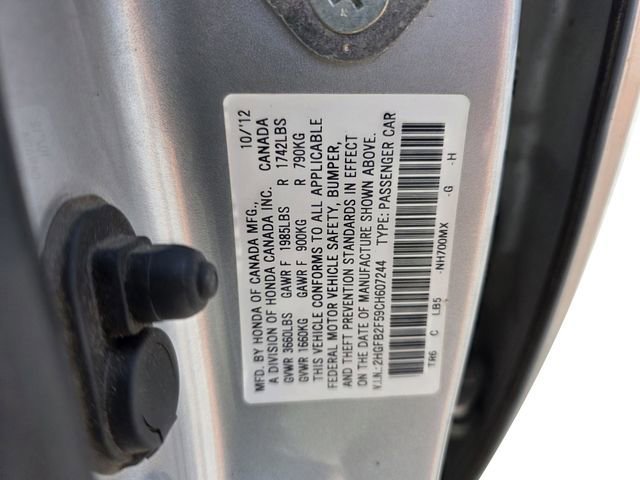 MFD. BY HONDA OF CANADA MFG., 10/'12
A DIVISION OF HONDA CANADA INC. CANADA
GVWR 3660LBS GAWR F 1985LBS R 1742LBS
GVWR 1660KG GAWR F 900KG R 790KG
THIS VEHICLE CONFORMS TO ALL APPLICABLE
FEDERAL MOTOR VEHICLE SAFETY, BUMPER,
AND THEFT PREVENTION STANDARDS IN EFFECT
ON THE DATE OF MANUFACTURE SHOWN ABOVE.
V.I.N.: 2HGFB2F59CH607244 TYPE: PASSENGER CAR
TR6 C LB5 -NH700MX -G -H